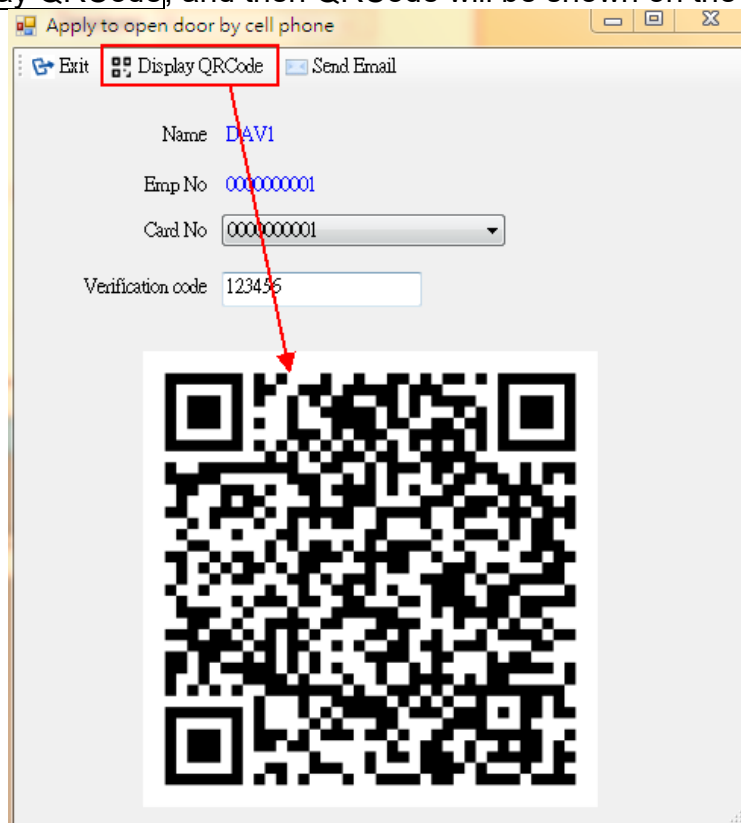 ay QRCode, and then QRCode will be shown on the
Apply to open door by cell phone
Exit Display QRCode Send Email
Name DAV1
Emp No 0000000001
Card No 0000000001
Verification code 123456